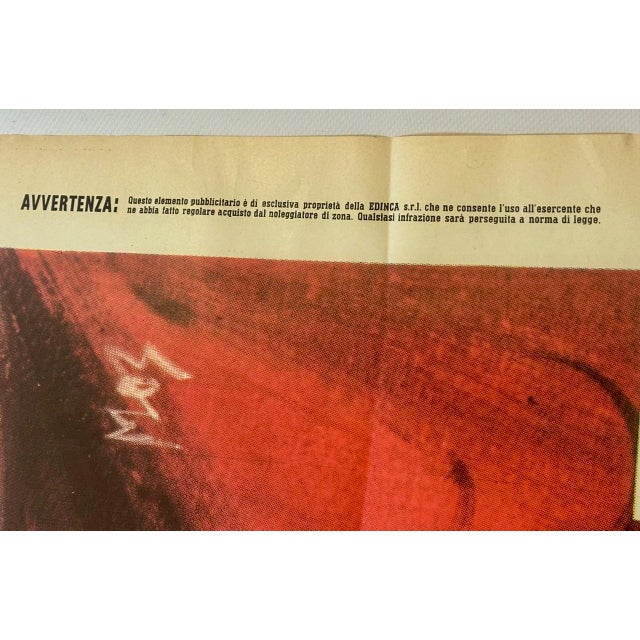 AVVERTENZA: Questo elemento pubblicitario è di esclusiva proprietà della EDINCA s.r.l. che ne consente l'uso all'esercente che
ne abbia fatto regolare acquisto dal noleggiatore di zona. Qualsiasi infrazione sarà perseguita a norma di legge.